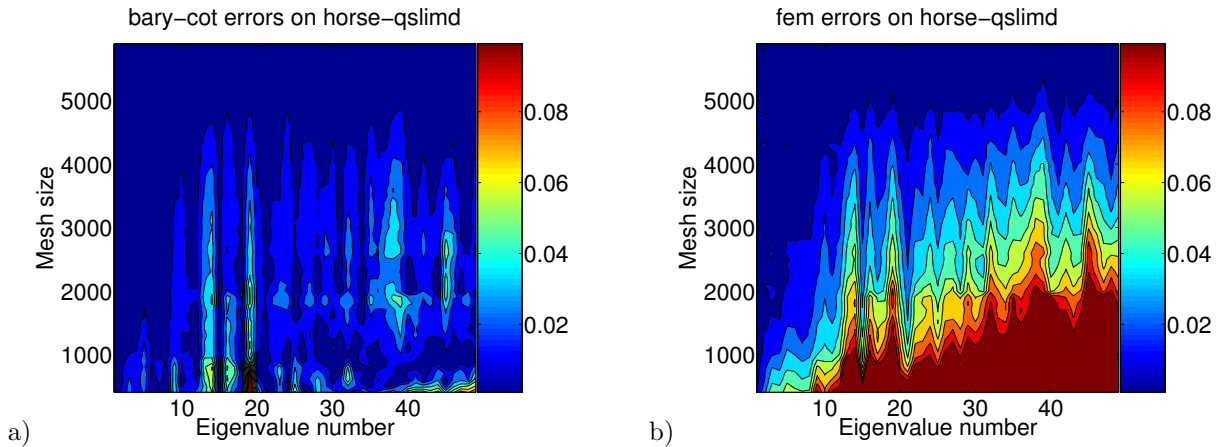 bary-cot errors on horse-qslimd
5000
4000
3000
2000
1000
Mesh size
10 20 30 40
Eigenvalue number
0.08
0.06
0.04
0.02
a)
fem errors on horse-qslimd
5000
4000
3000
2000
1000
Mesh size
10 20 30 40
Eigenvalue number
0.08
0.06
0.04
0.02
b)